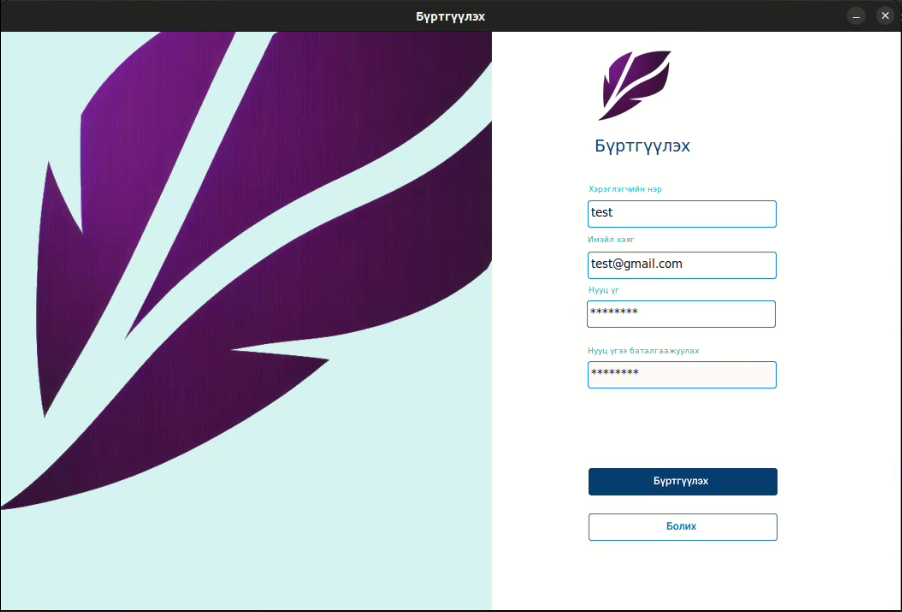 Бүртгүүлэх
Бүртгүүлэх
Хэрэглэгчийн нэр
test
Имэйл хаяг
test@gmail.com
Нууц үг
********
Нууц үгээ баталгаажуулах
********
Бүртгүүлэх
Болих